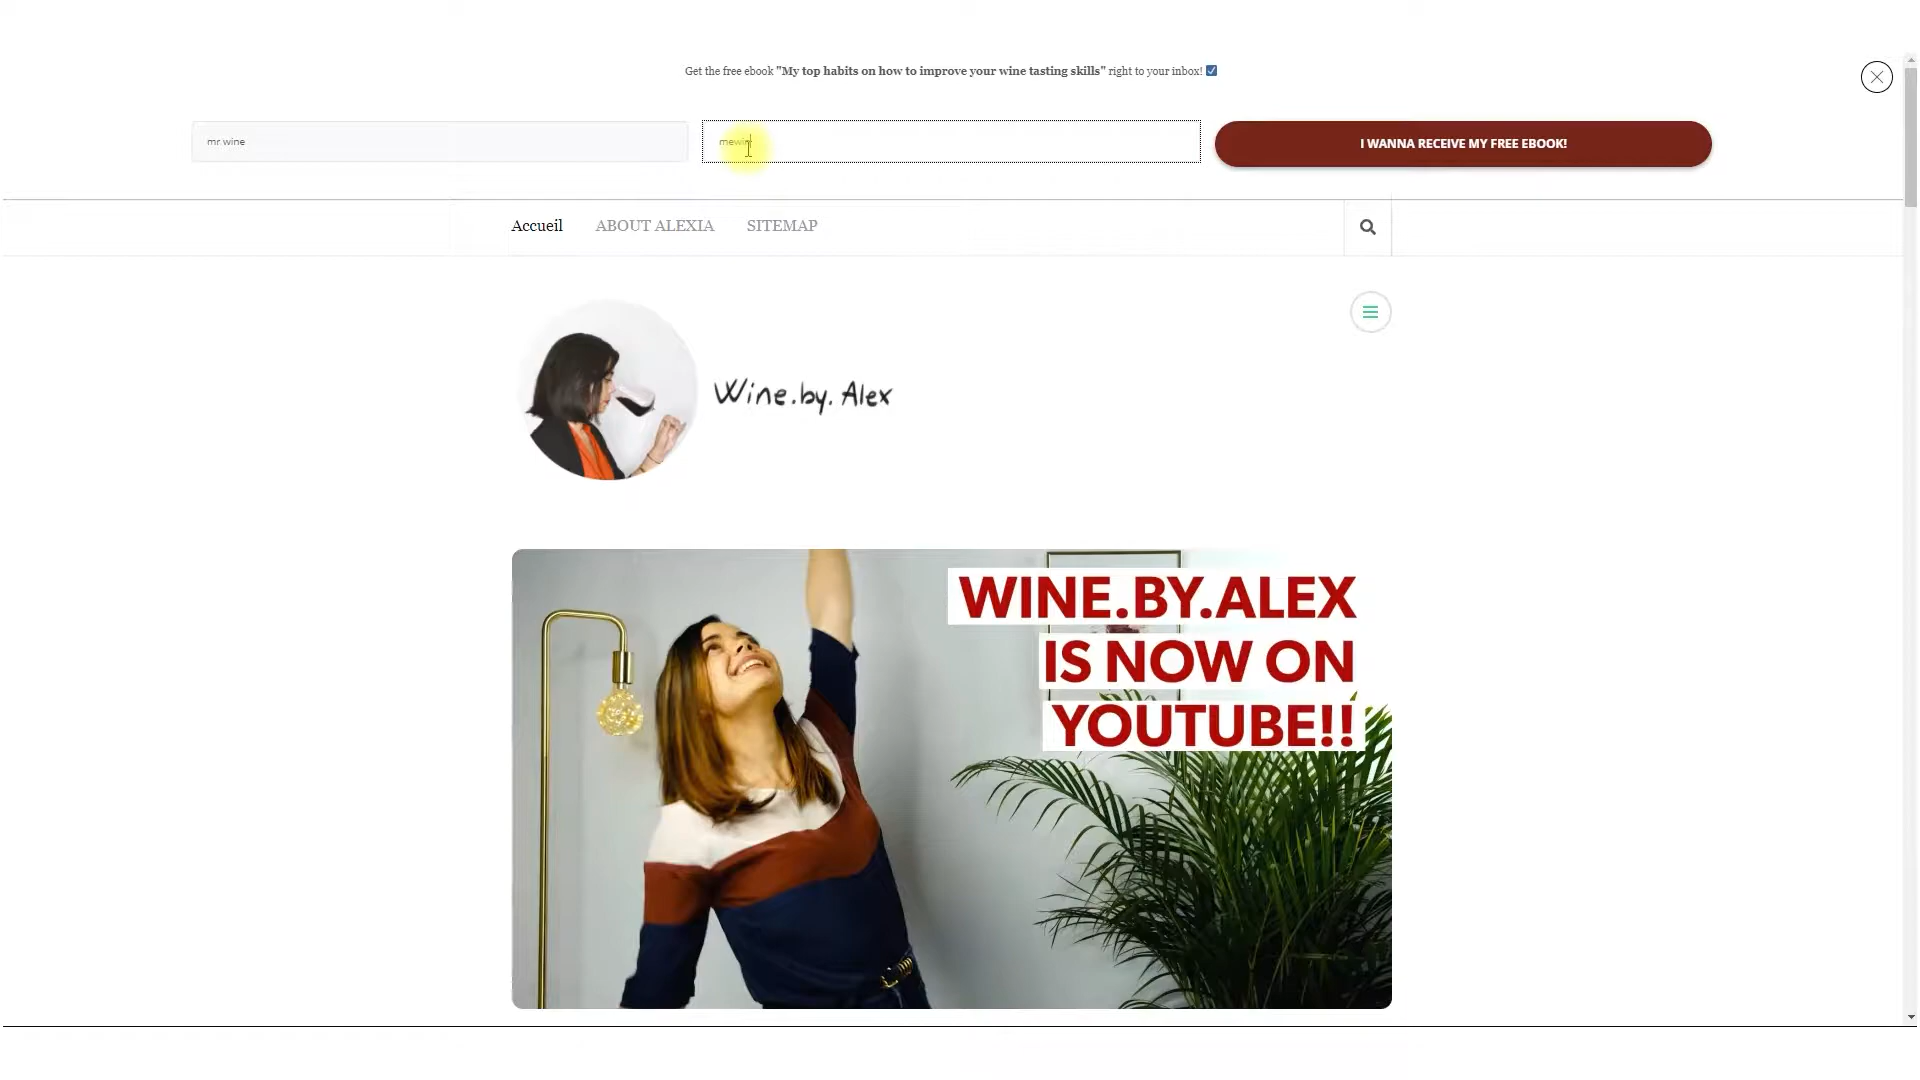 Get the free ebook "My top habits on how to improve your wine tasting skills" right to your inbox!
mr.wine
I WANNA RECEIVE MY FREE EBOOK!
Accueil ABOUT ALEXIA SITEMAP
Wine.by.Alex
WINE.BY.ALEX
IS NOW ON
YOUTUBE!!